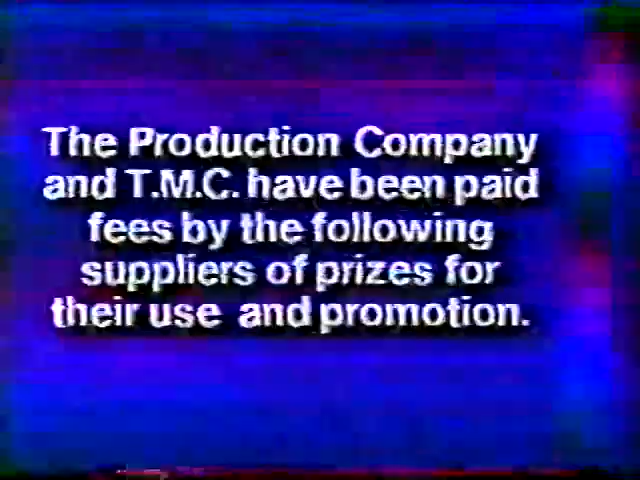 The Production Company
and T.M.C. have been paid
fees by the following
suppliers of prizes for
their use and promotion.